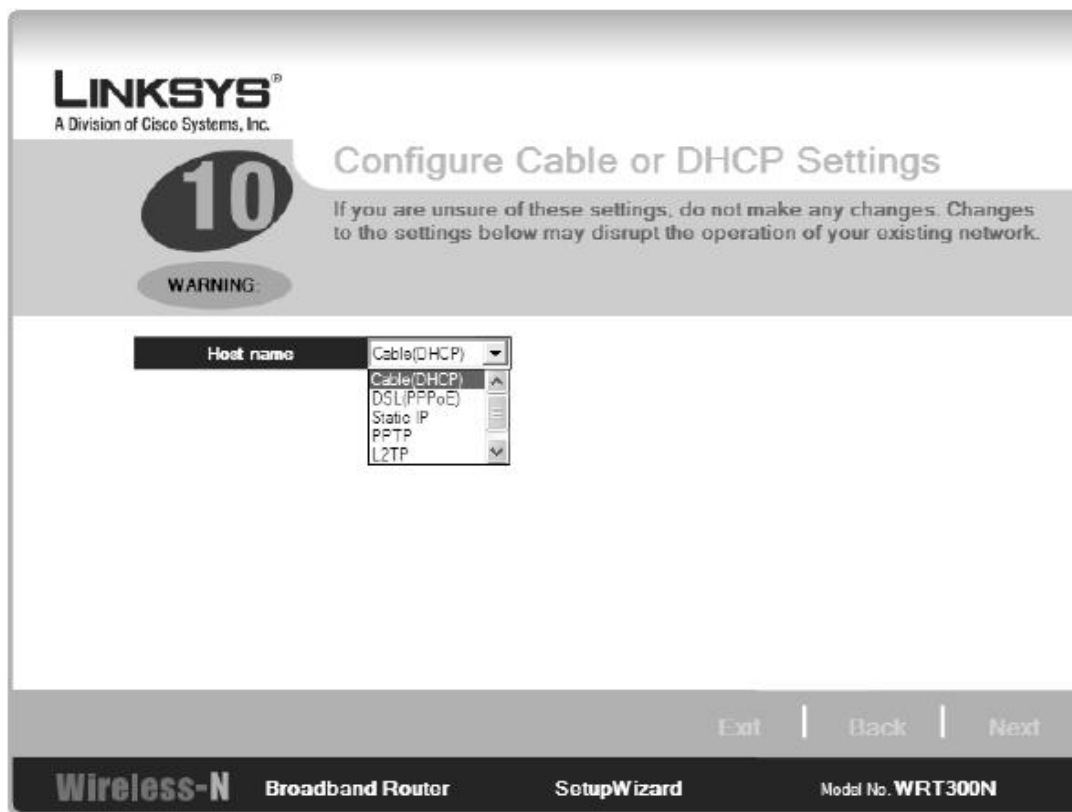 LINKSYS®
A Division of Cisco Systems, Inc.
10
Configure Cable or DHCP Settings
If you are unsure of these settings, do not make any changes. Changes
to the settings below may disrupt the operation of your existing network.
WARNING:
Host name
Cable(DHCP)
Cable(DHCP)
DSL(PPPoE)
Static IP
PPTP
L2TP
Exit | Back | Next
Wireless-N Broadband Router SetupWizard Model No. WRT300N